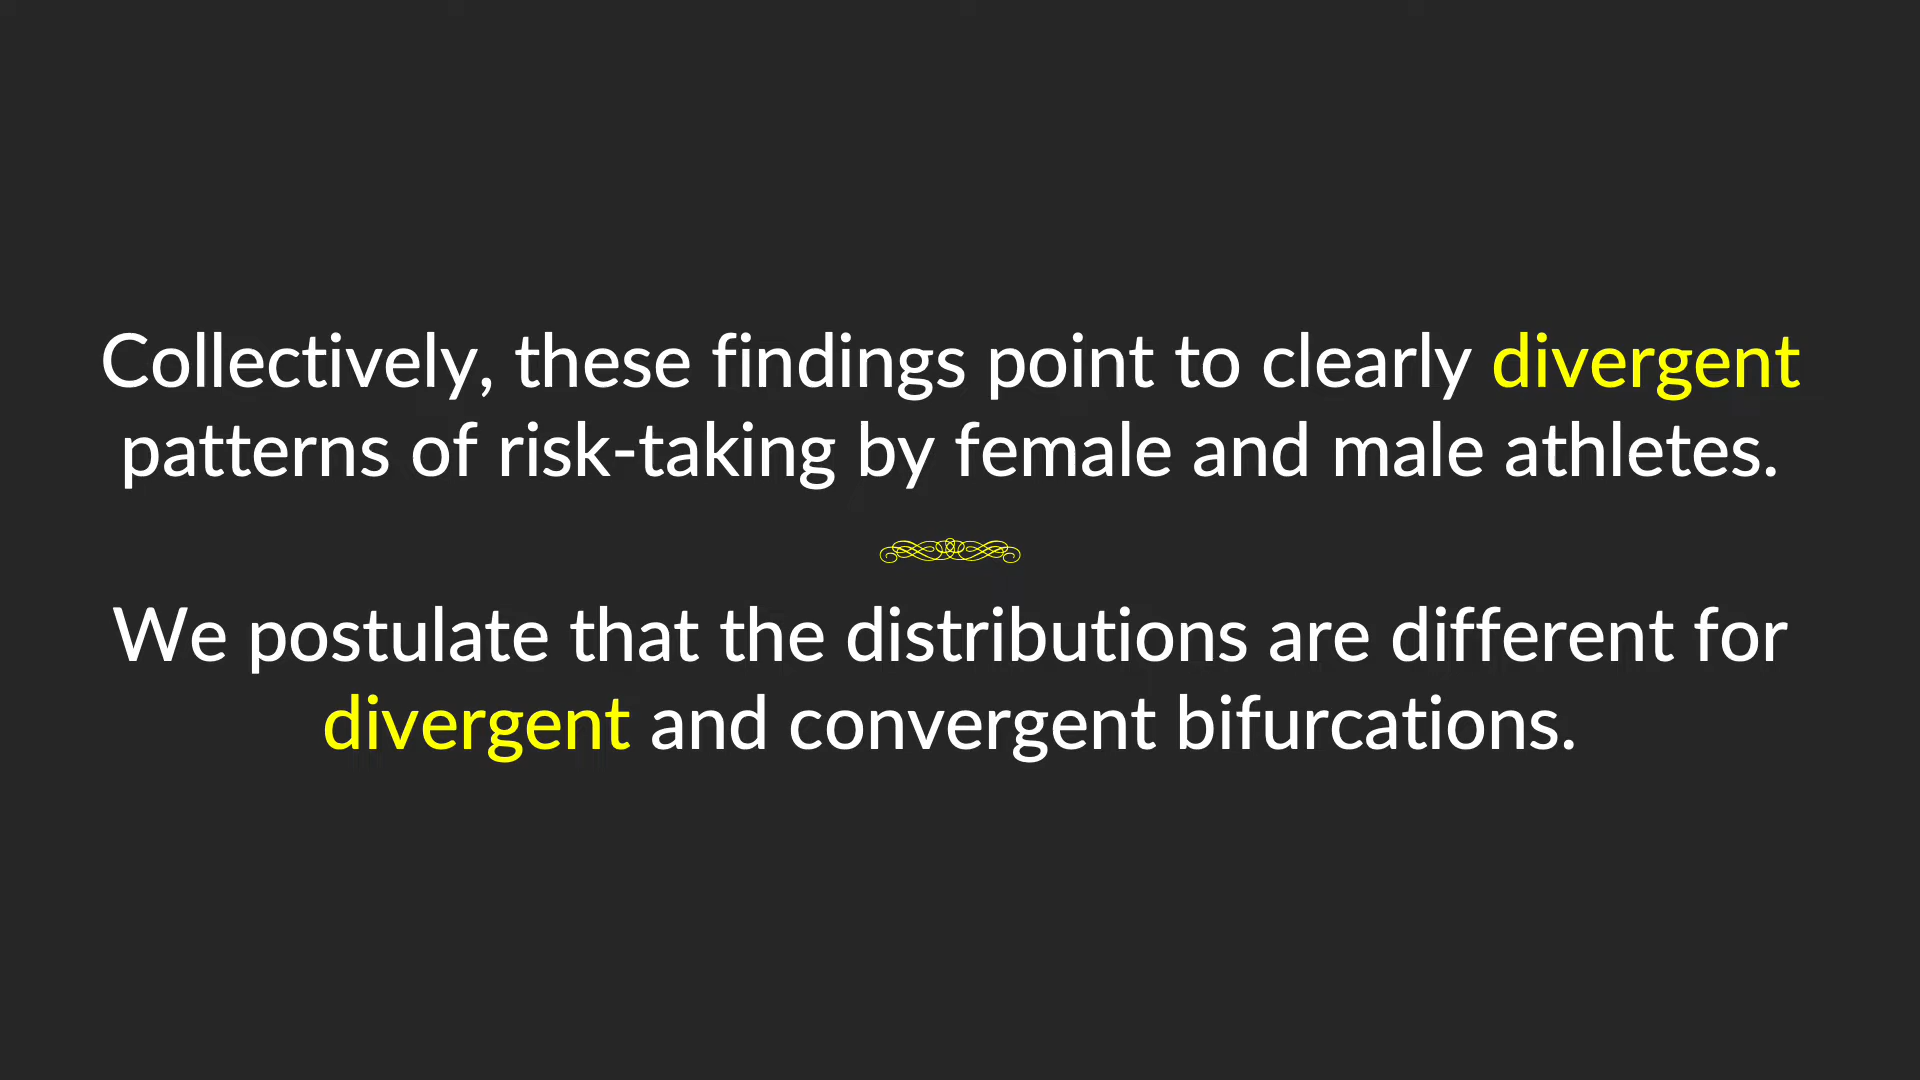 Collectively, these findings point to clearly divergent
patterns of risk-taking by female and male athletes.
We postulate that the distributions are different for
divergent and convergent bifurcations.